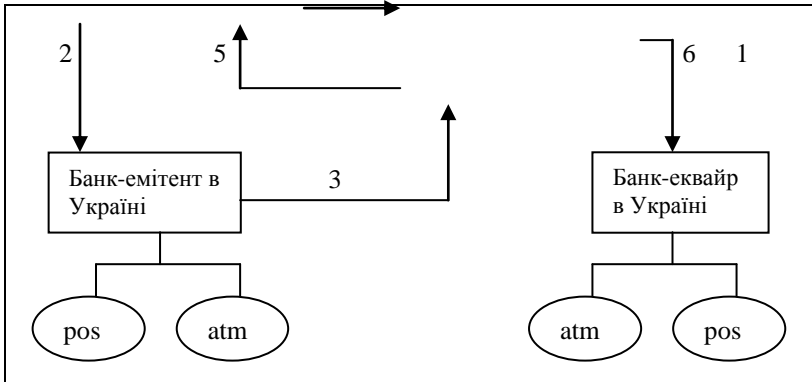 2 5 6 1
Банк-емітент в
Україні
3
Банк-еквайр
в Україні
pos atm atm pos